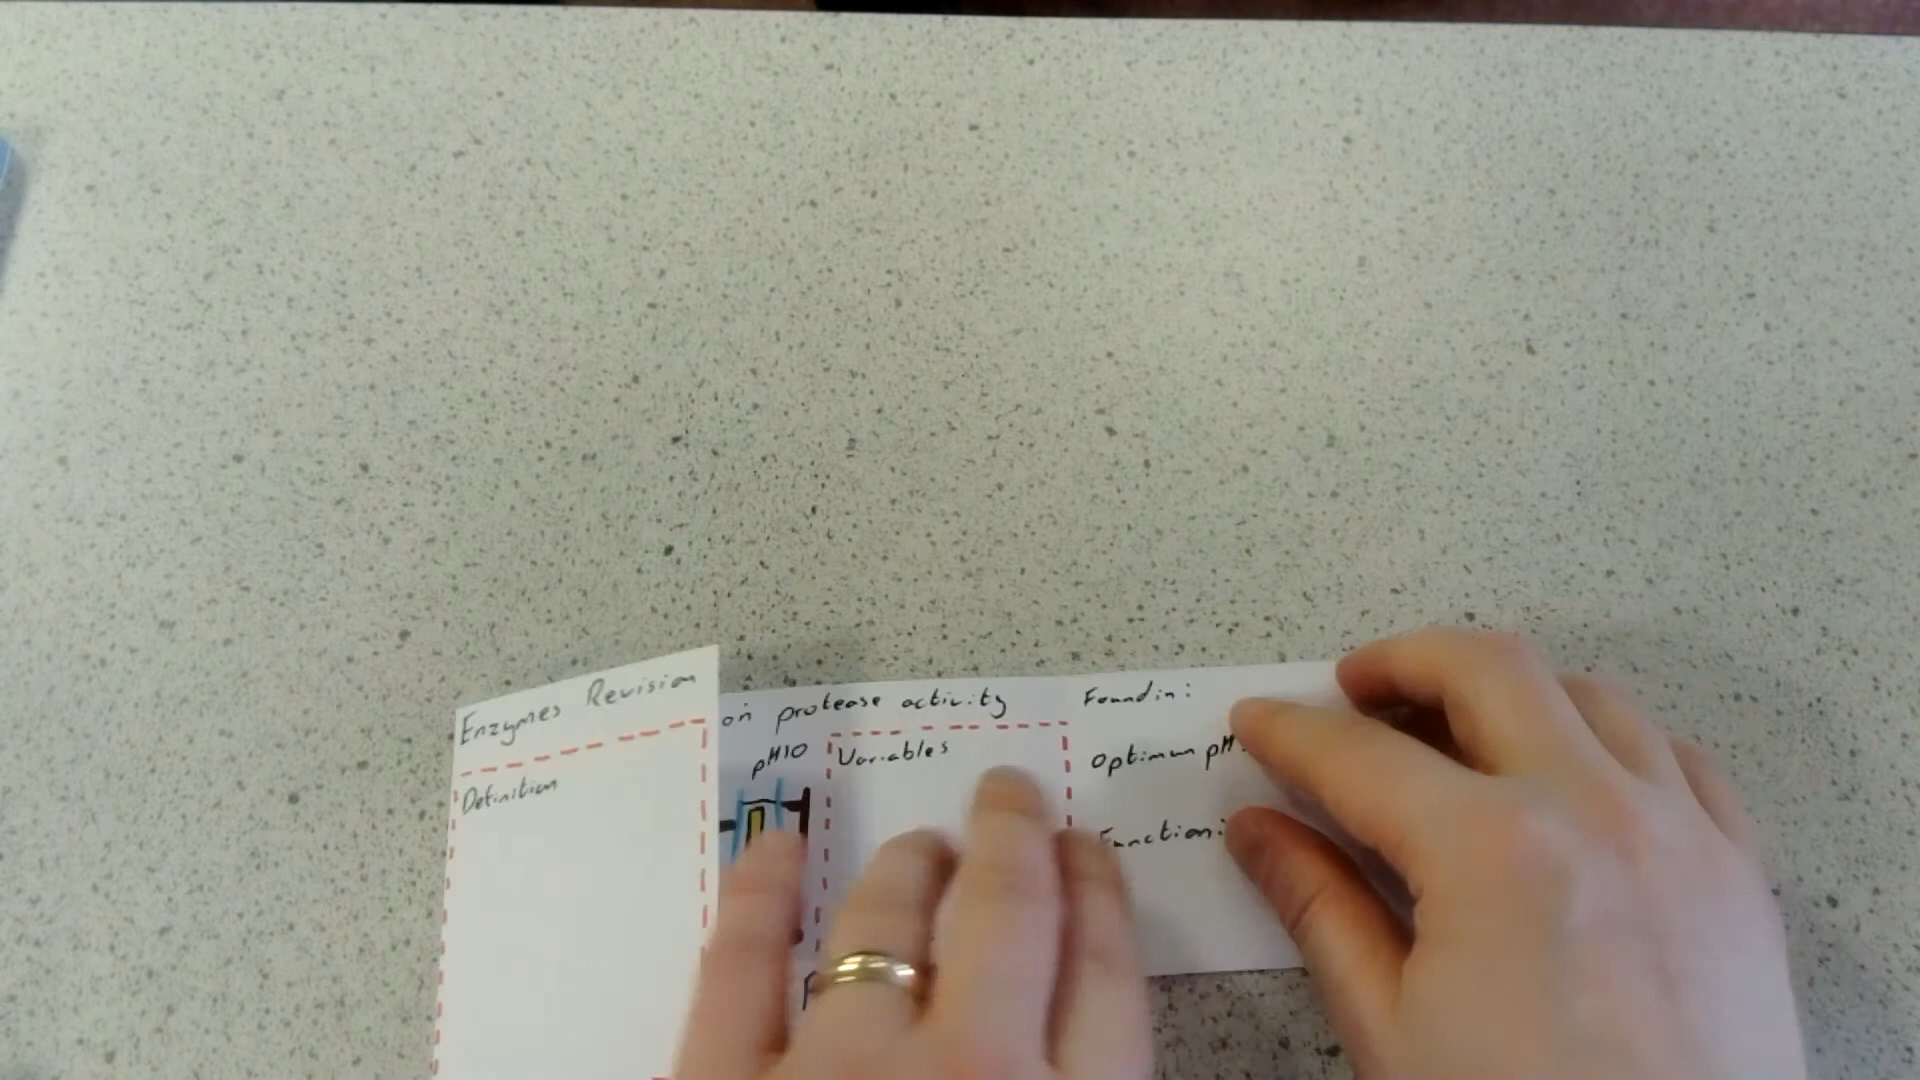 Enzymes Revision
Definition
on protease activity
pH10
Variables
Found in:
Optimum pH:
Function: